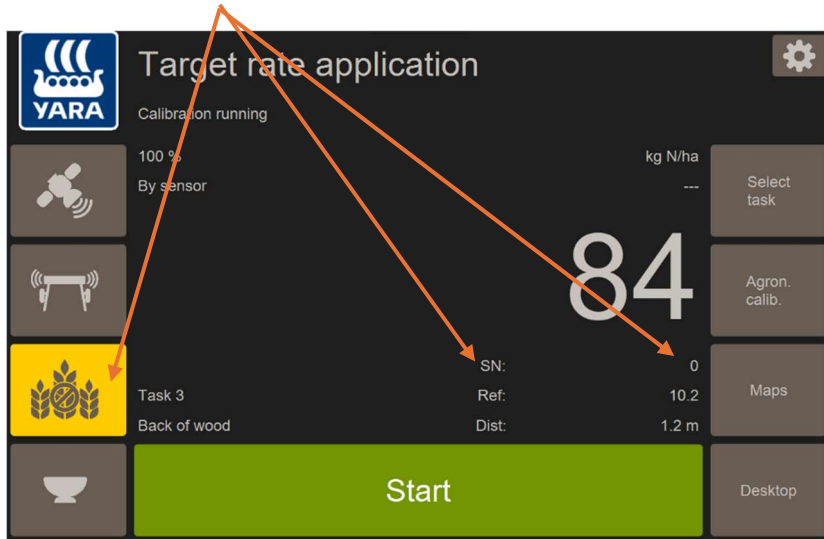 YARA
Target rate application
Calibration running
100 %
kg N/ha
By sensor
---
84
Select
task
Agron.
calib.
SN:
0
Task 3
Ref:
10.2
Maps
Back of wood
Dist:
1.2 m
Start
Desktop